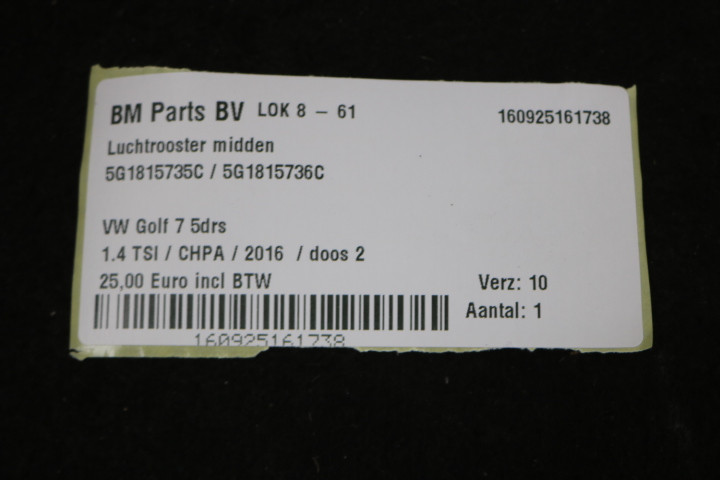 BM Parts BV LOK 8 - 61 160925161738
Luchtrooster midden
5G1815735C / 5G1815736C
VW Golf 7 5drs
1.4 TSI / CHPA / 2016 / doos 2
25,00 Euro incl BTW Verz: 10
Aantal: 1
160925161738